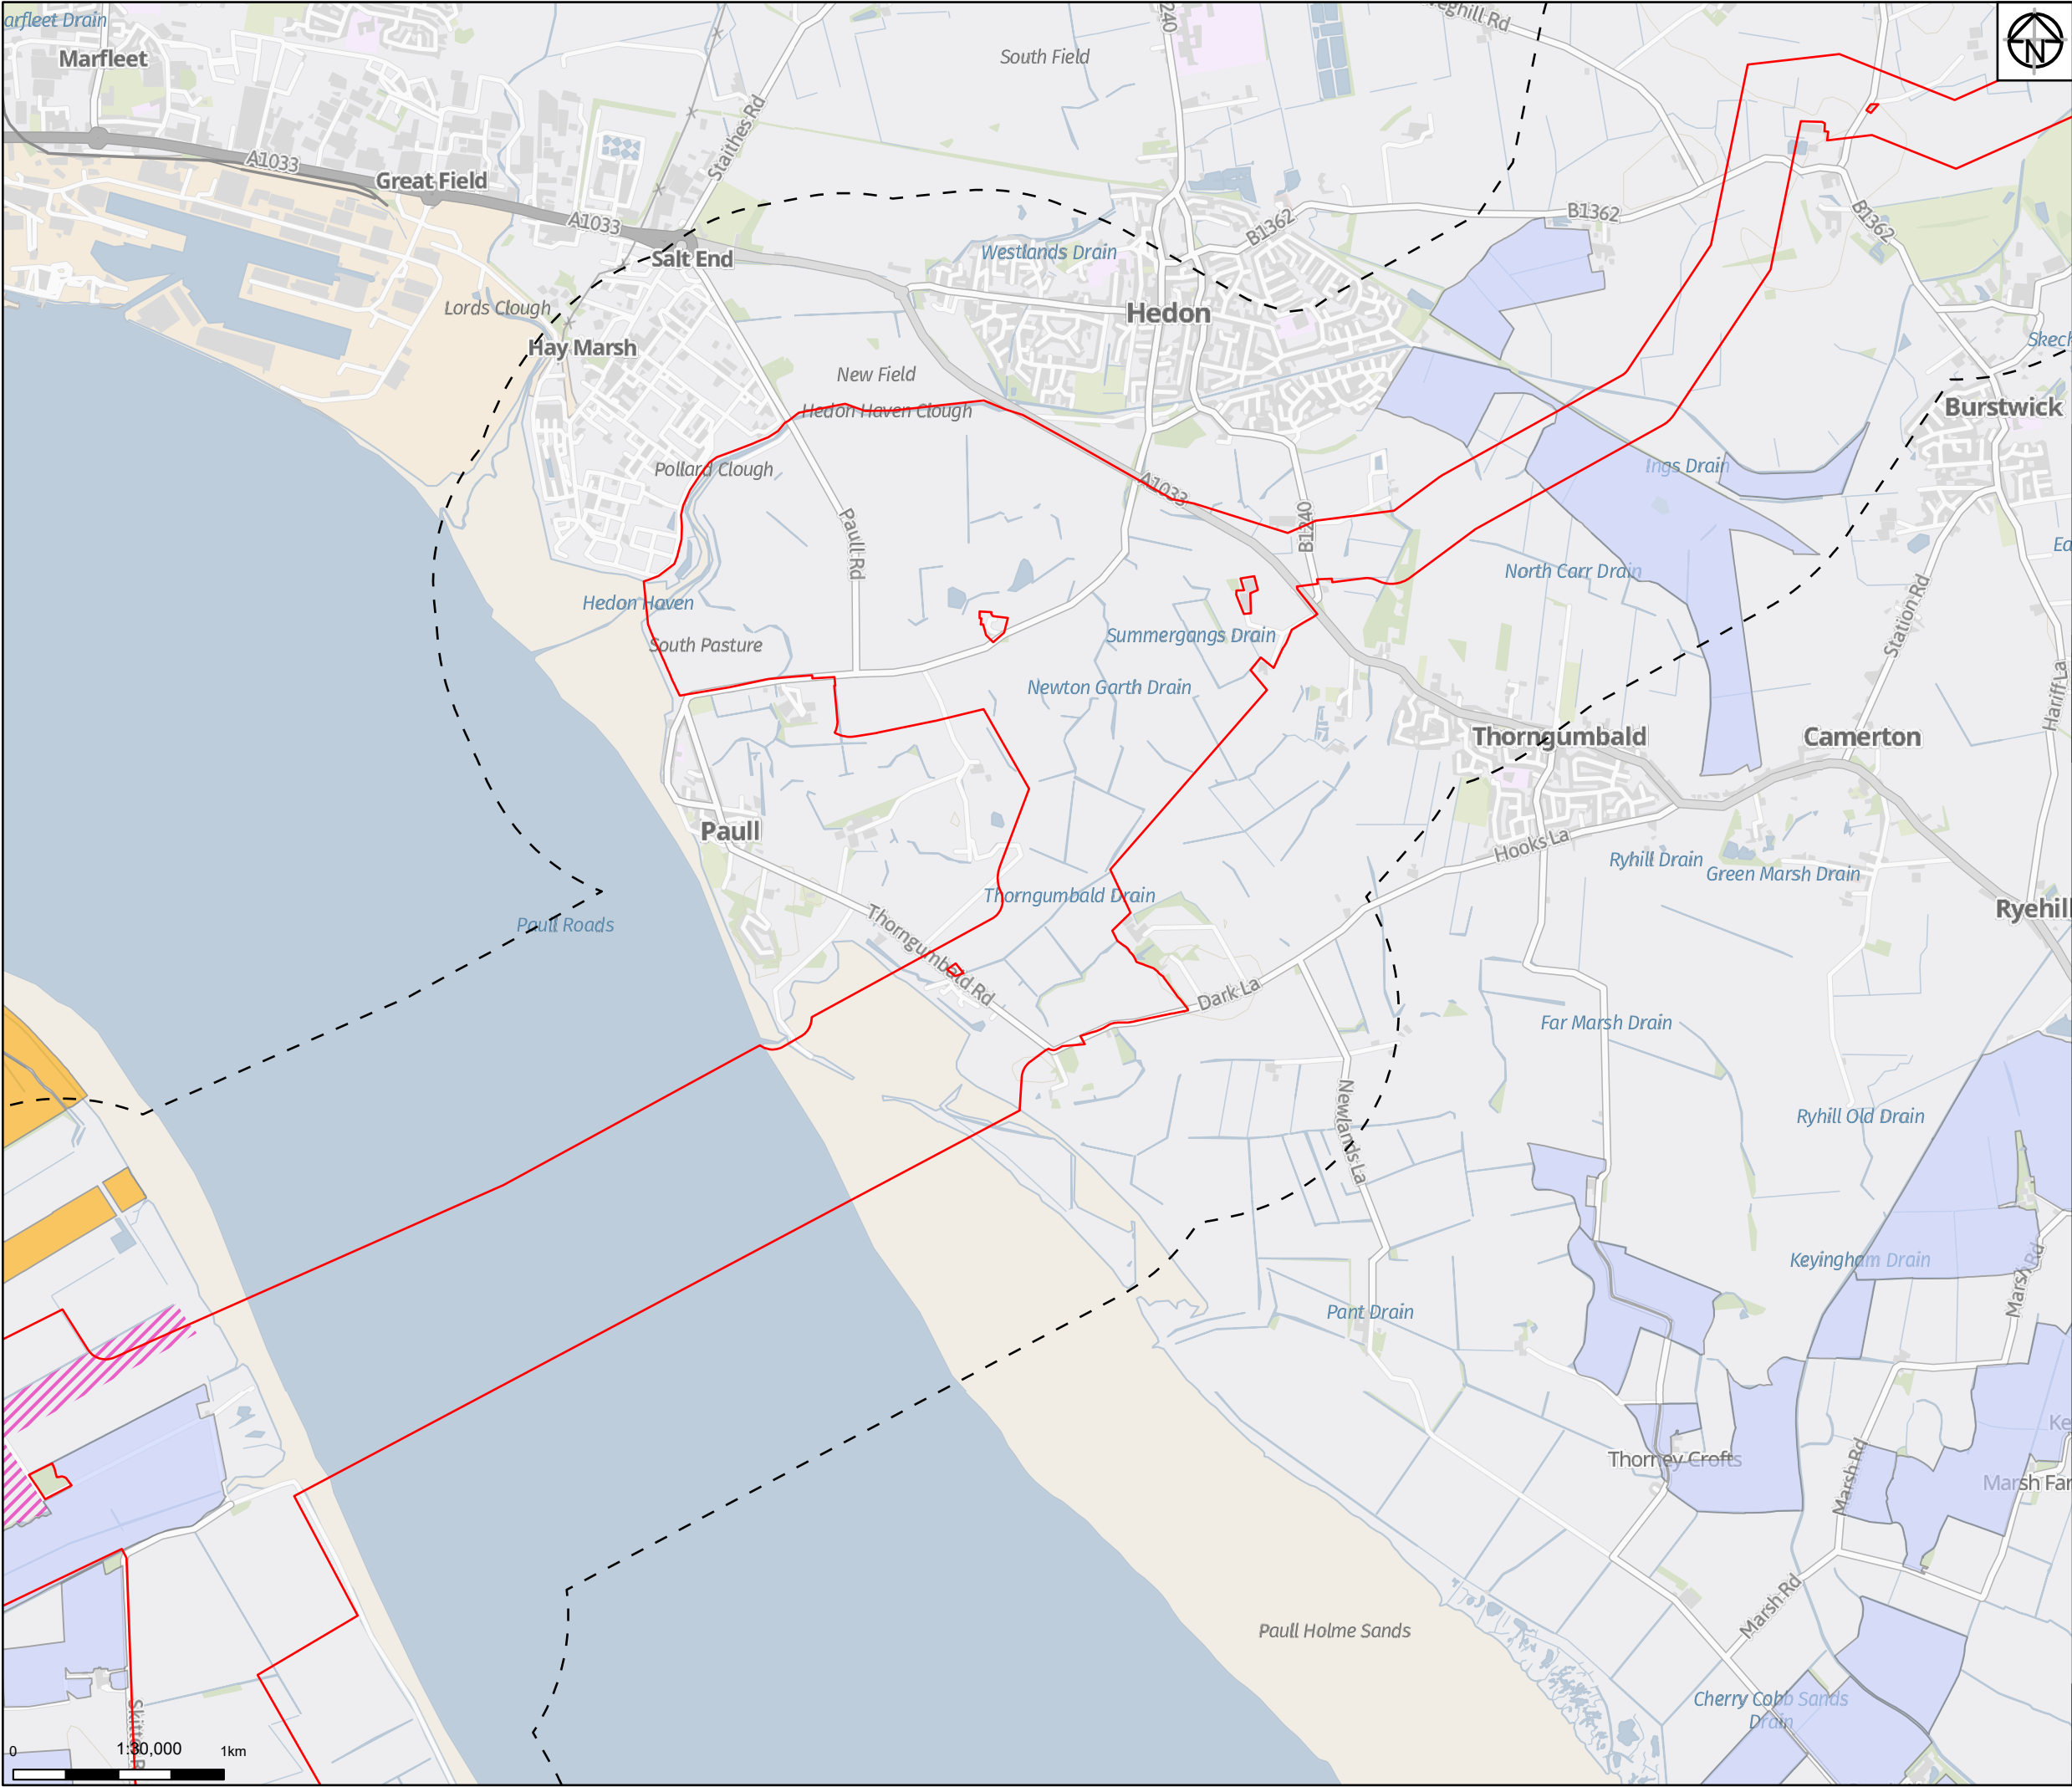 arfleet Drain
Marfleet
240
eghill Rd
N
South Field
Staithes Rd
A1033
Great Field
A1033
B1362
B1362
B1362
Westlands Drain
Salt End
Lords Clough
Hedon
Hay Marsh
New Field
Hedon Haven Clough
Burstwick
Pollard Clough
Ings Drain
A1033
B1240
Paull Rd
North Carr Drain
Hedon Haven
Station Rd
South Pasture
Summergangs Drain
Newton Garth Drain
Hariff La
Thorngumbald
Camerton
Paull
Hooks La
Ryhill Drain
Green Marsh Drain
Thorngumbald Drain
Ryehill
Paull Roads
Thorngumbald Rd
Dark La
Far Marsh Drain
Newlands La
Ryhill Old Drain
Keyingham Drain
Marsh Rd
Pant Drain
Ke
Thorney Crofts
Marsh Rd
Marsh Far
Marsh Rd
Paull Holme Sands
Cherry Cobb Sands
Drain
0
1:30,000
1km